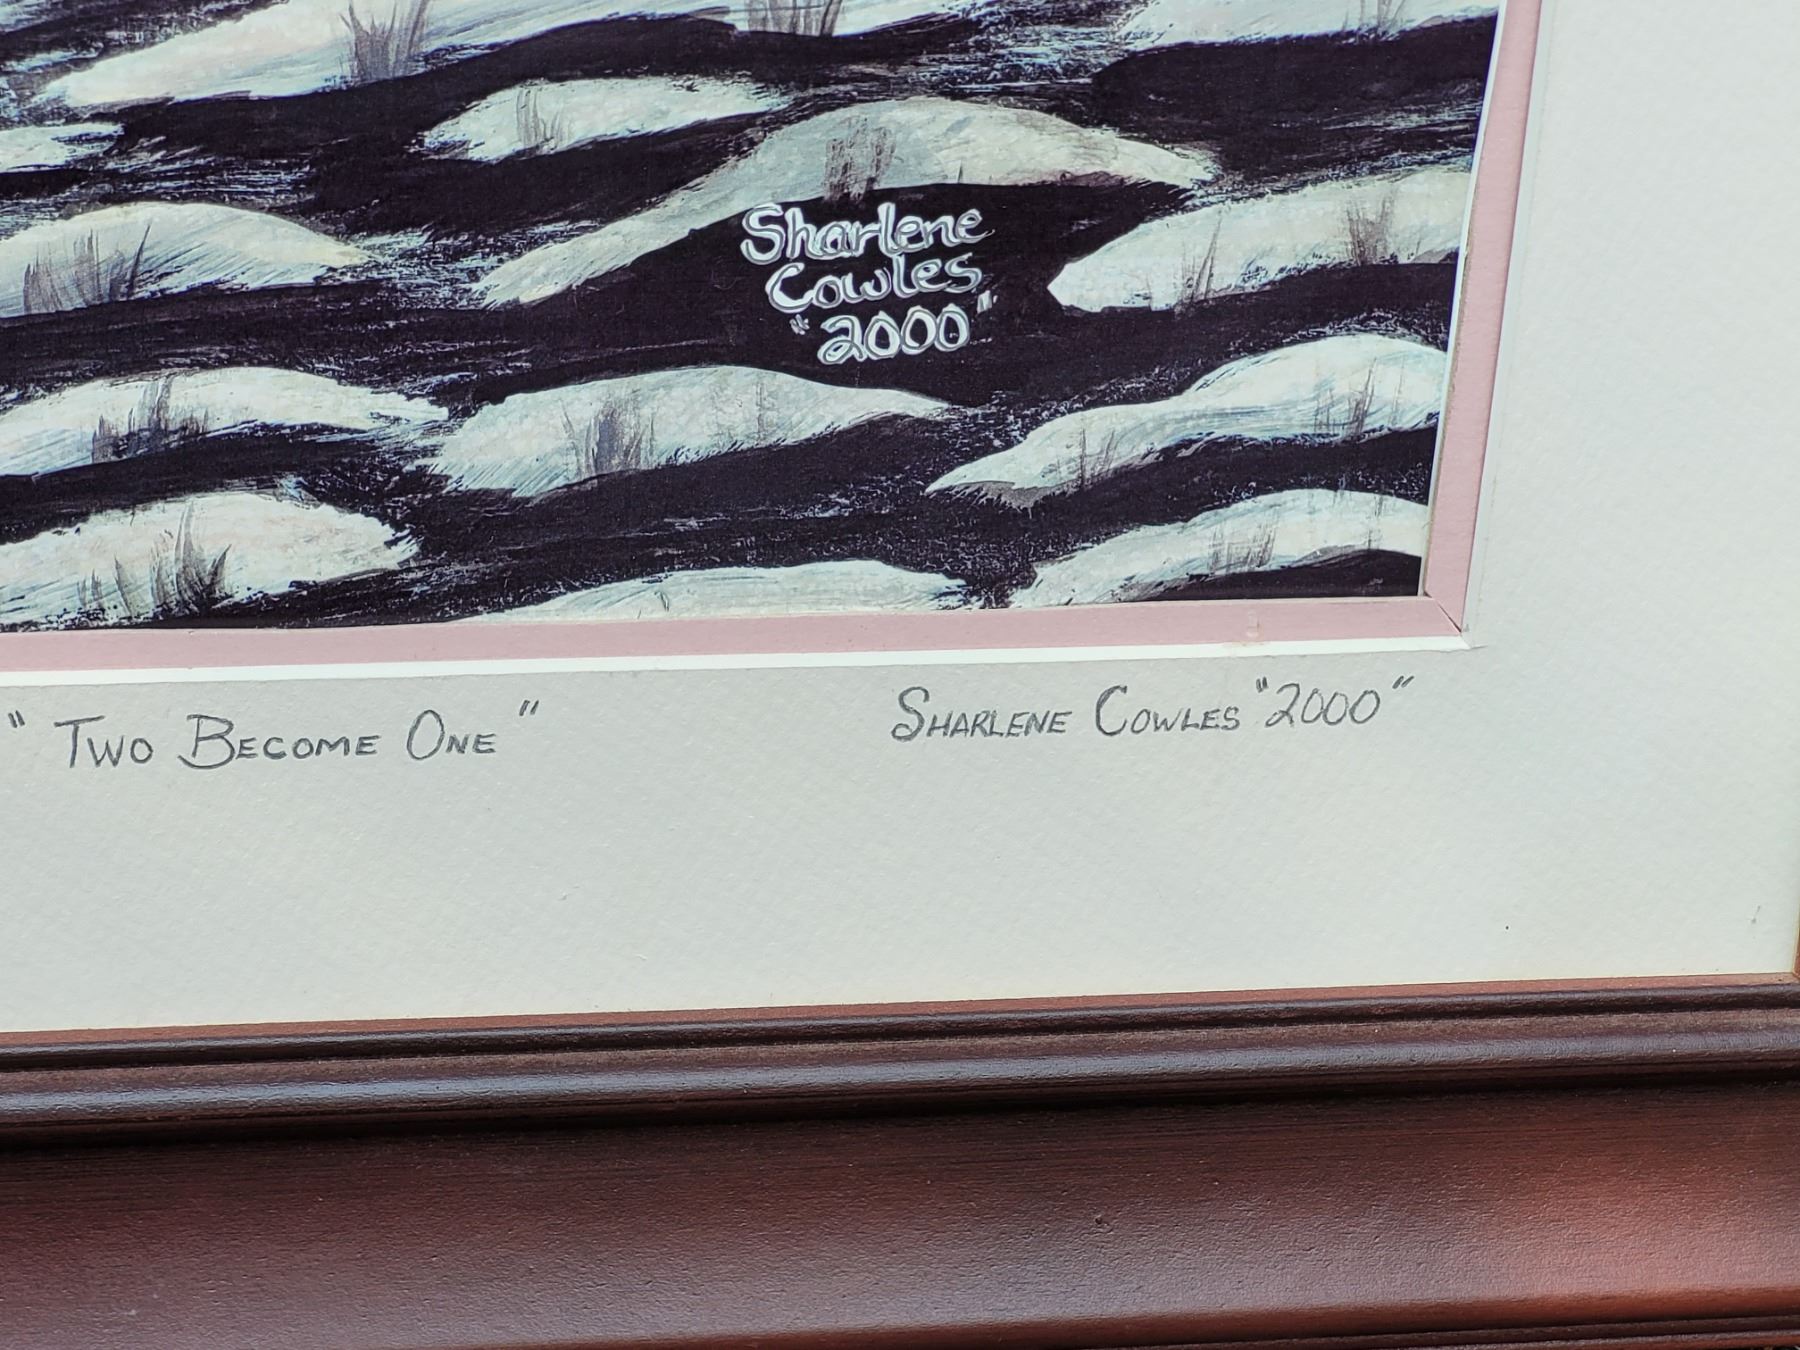 Sharlene
Cowles
"2000"
"Two Become One"
Sharlene Cowles "2000"